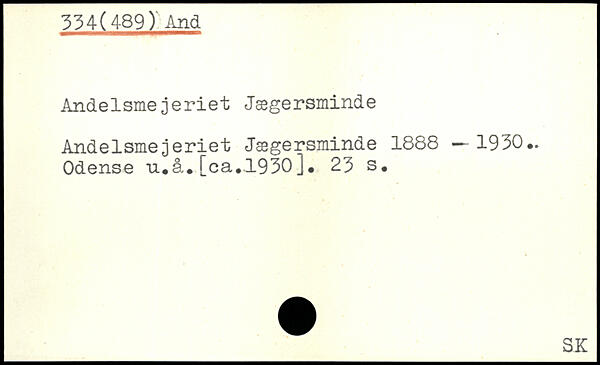 334(489) And
Andelsmejeriet Jægersminde
Andelsmejeriet Jægersminde 1888 — 1930..
Odense u.å.[ca.1930]. 23 s.
SK